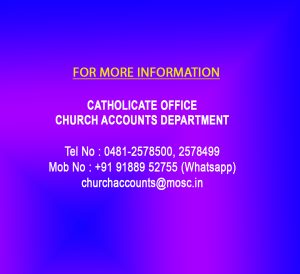 FOR MORE INFORMATION
CATHOLICATE OFFICE
CHURCH ACCOUNTS DEPARTMENT
Tel No : 0481-2578500, 2578499
Mob No : +91 91889 52755 (Whatsapp)
churchaccounts@mosc.in